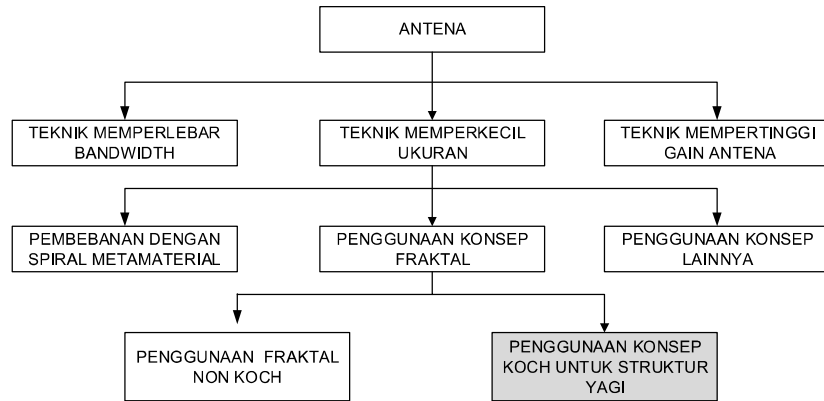 ANTENA
TEKNIK MEMPERLEBAR
BANDWIDTH
TEKNIK MEMPERKECIL
UKURAN
TEKNIK MEMPERTINGGI
GAIN ANTENA
PEMBEBANAN DENGAN
SPIRAL METAMATERIAL
PENGGUNAAN KONSEP
FRAKTAL
PENGGUNAAN KONSEP
LAINNYA
PENGGUNAAN FRAKTAL
NON KOCH
PENGGUNAAN KONSEP
KOCH UNTUK STRUKTUR
YAGI